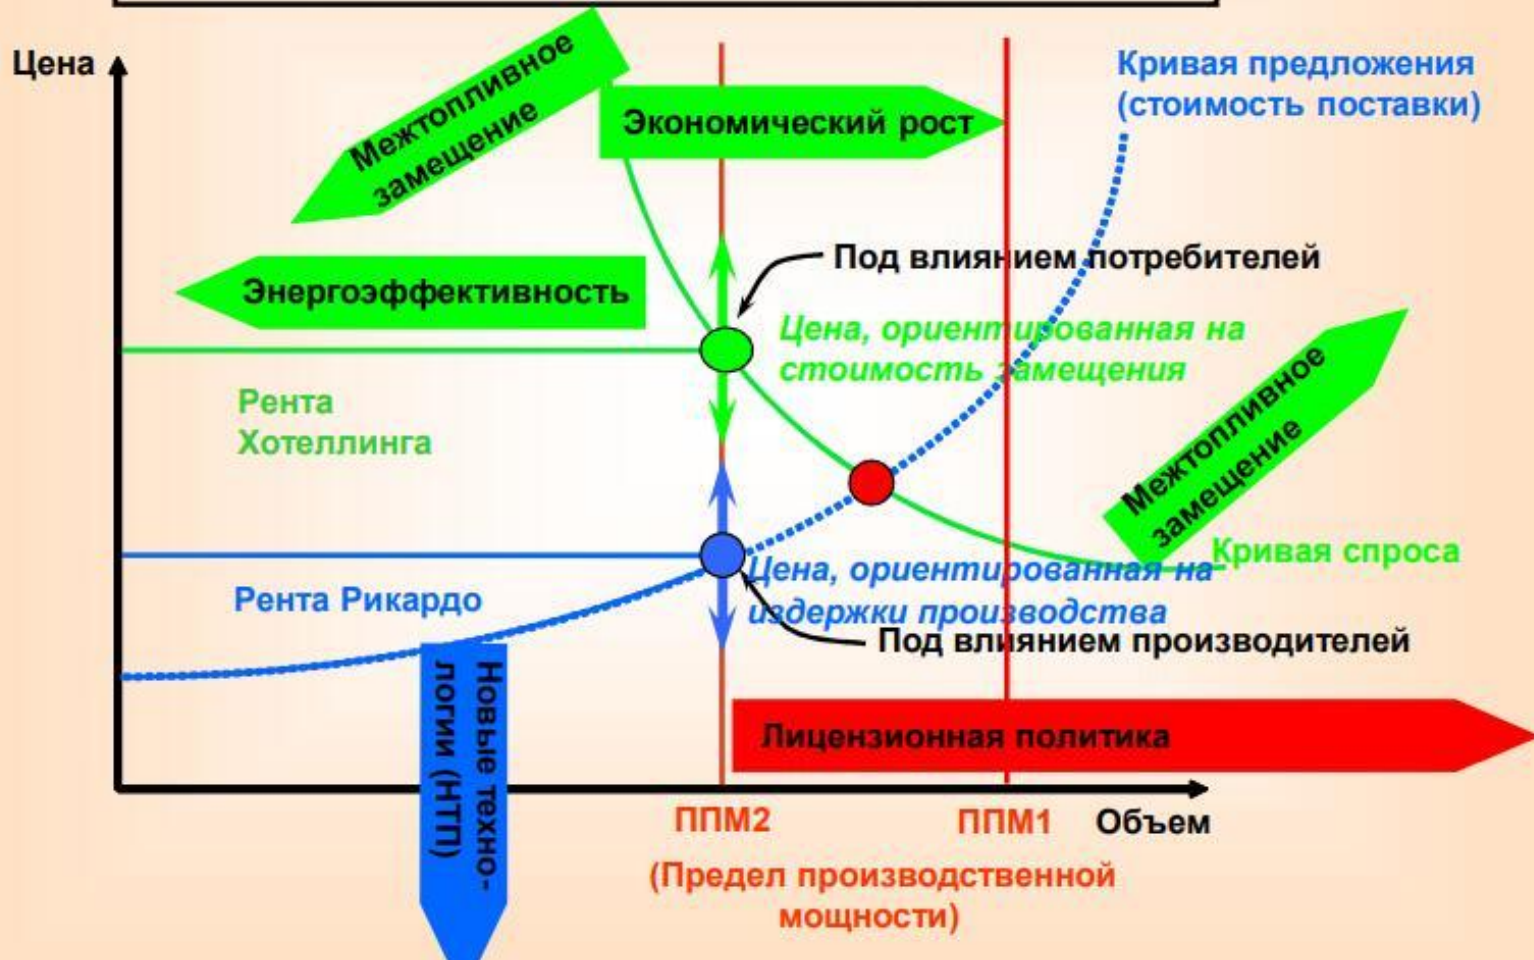 Цена
Межтопливное
замещение
Экономический рост
Кривая предложения
(стоимость поставки)
Под влиянием потребителей
Энергоэффективность
Цена, ориентированная на
стоимость замещения
Рента
Хотеллинга
Межтопливное
замещение
Кривая спроса
Цена, ориентированная на
издержки производства
Рента Рикардо
Под влиянием производителей
Новые техно-
логии (НТП)
Лицензионная политика
ППМ2
ППМ1
Объем
(Предел производственной
мощности)